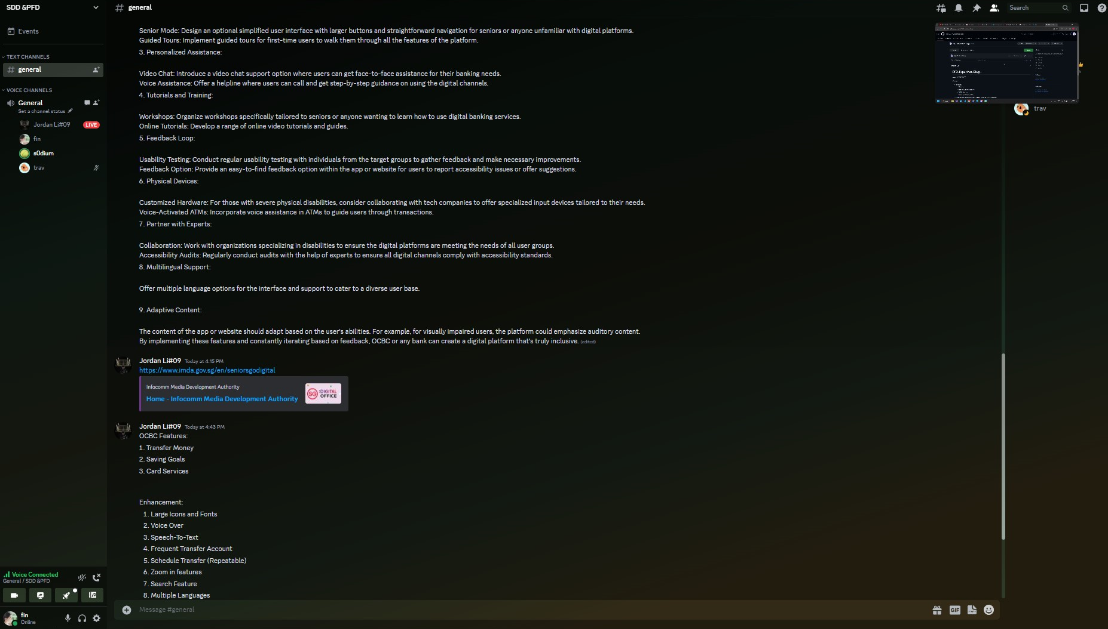 SDD &PFD
Events
TEXT CHANNELS
general
VOICE CHANNELS
General
Set a channel status
Jordan Li#09 LIVE
fin
trav
Voice Connected
General / SDD &PFD
fin
Online
# general
Search
Senior Mode: Design an optional simplified user interface with larger buttons and straightforward navigation for seniors or anyone unfamiliar with digital platforms.
Guided Tours: Implement guided tours for first-time users to walk them through all the features of the platform.
3. Personalized Assistance:
Video Chat: Introduce a video chat support option where users can get face-to-face assistance for their banking needs.
Voice Assistance: Offer a helpline where users can call and get step-by-step guidance on using the digital channels.
4. Tutorials and Training:
Workshops: Organize workshops specifically tailored to seniors or anyone wanting to learn how to use digital banking services.
Online Tutorials: Develop a range of online video tutorials and guides.
5. Feedback Loop:
Usability Testing: Conduct regular usability testing with individuals from the target groups to gather feedback and make necessary improvements.
Feedback Option: Provide an easy-to-find feedback option within the app or website for users to report accessibility issues or offer suggestions.
6. Physical Devices:
Customized Hardware: For those with severe physical disabilities, consider collaborating with tech companies to offer specialized input devices tailored to their needs.
Voice-Activated ATMs: Incorporate voice assistance in ATMs to guide users through transactions.
7. Partner with Experts:
Collaboration: Work with organizations specializing in disabilities to ensure the digital platforms are meeting the needs of all user groups.
Accessibility Audits: Regularly conduct audits with the help of experts to ensure all digital channels comply with accessibility standards.
8. Multilingual Support:
Offer multiple language options for the interface and support to cater to a diverse user base.
9. Adaptive Content:
The content of the app or website should adapt based on the user's abilities. For example, for visually impaired users, the platform could emphasize auditory content.
By implementing these features and constantly iterating based on feedback, OCBC or any bank can create a digital platform that's truly inclusive. (edited)
Jordan Li#09 Today at 4:15 PM
https://www.imda.gov.sg/en/seniorsgodigital
Infocomm Media Development Authority
Home - Infocomm Media Development Authority
SG DIGITAL OFFICE
Jordan Li#09 Today at 4:43 PM
OCBC Features:
1. Transfer Money
2. Saving Goals
3. Card Services
Enhancement:
1. Large Icons and Fonts
2. Voice Over
3. Speech-To-Text
4. Frequent Transfer Account
5. Schedule Transfer (Repeatable)
6. Zoom in features
7. Search Feature
8. Multiple Languages
Message #general
GIF
trav